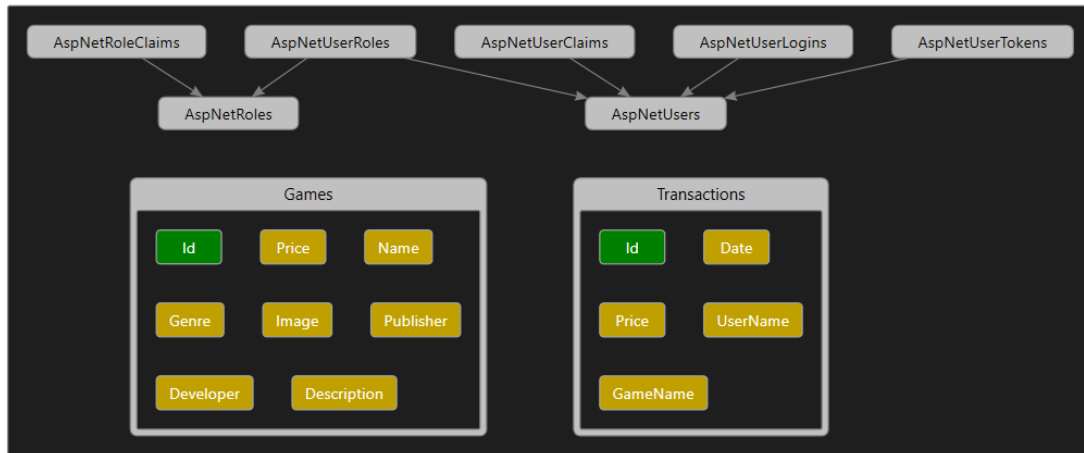 AspNetRoleClaims
AspNetUserRoles
AspNetUserClaims
AspNetUserLogins
AspNetUserTokens
AspNetRoles
AspNetUsers
Games
Id
Price
Name
Genre
Image
Publisher
Developer
Description
Transactions
Id
Date
Price
UserName
GameName